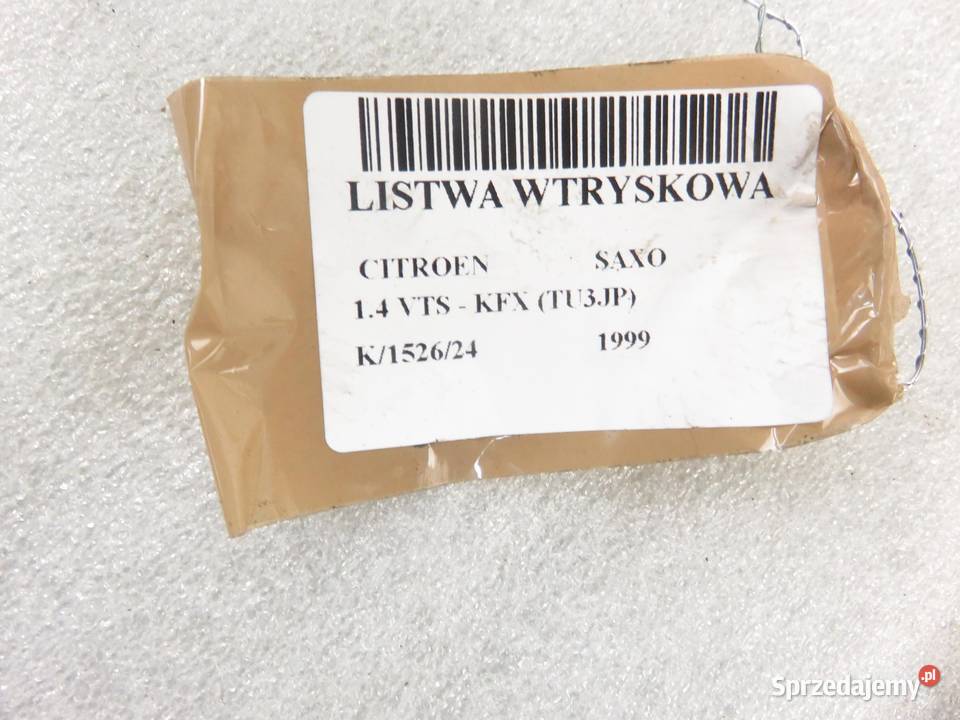 LISTWA WTRYSKOWA
CITROEN SAXO
1.4 VTS - KFX (TU3JP)
K/1526/24 1999
Sprzedajemy.pl